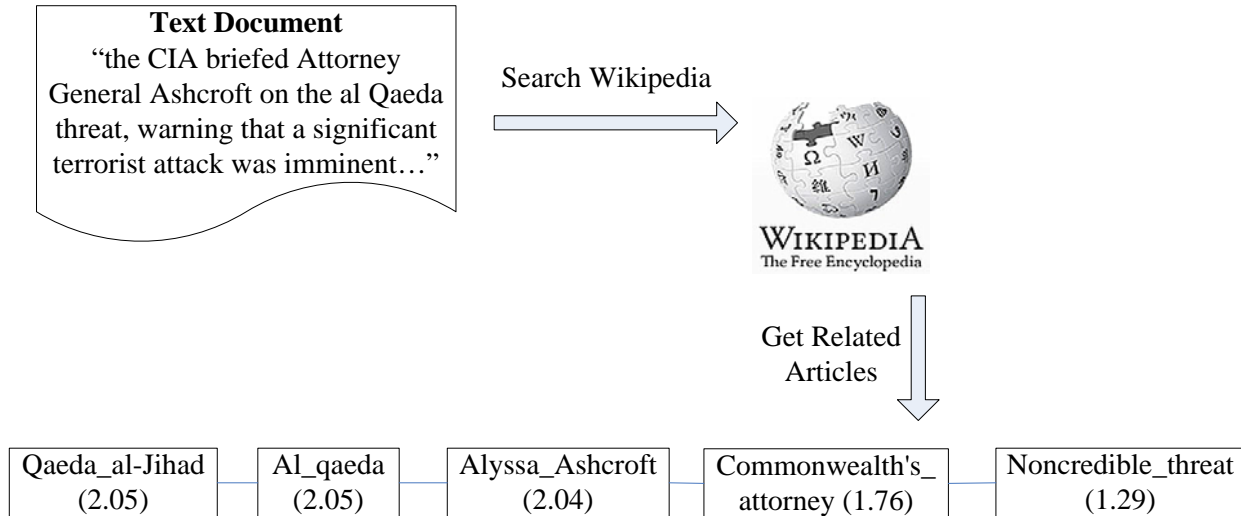 Text Document
“the CIA briefed Attorney
General Ashcroft on the al Qaeda
threat, warning that a significant
terrorist attack was imminent…”
Search Wikipedia
Ω W И
維 7
WIKIPEDIA
The Free Encyclopedia
Get Related
Articles
Qaeda_al-Jihad
(2.05)
Al_qaeda
(2.05)
Alyssa_Ashcroft
(2.04)
Commonwealth's_
attorney (1.76)
Noncredible_threat
(1.29)